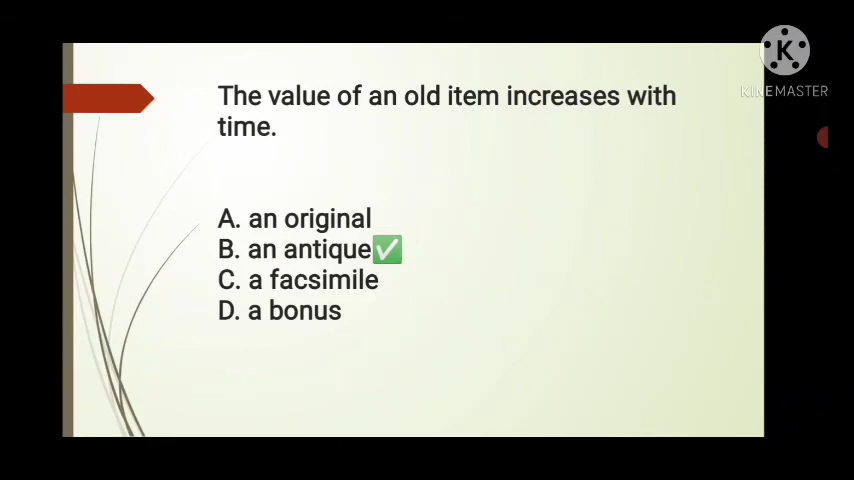 The value of an old item increases with
time.
A. an original
B. an antique✅
C. a facsimile
D. a bonus
K
KINEMASTER